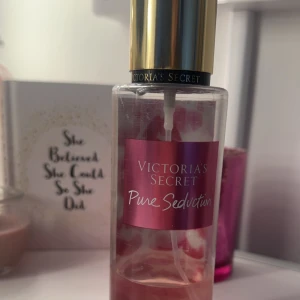 VICTORIA'S SECRET
VICTORIA'S
SECRET
Pure Seduction
She
Believed
She Could
So She
Did